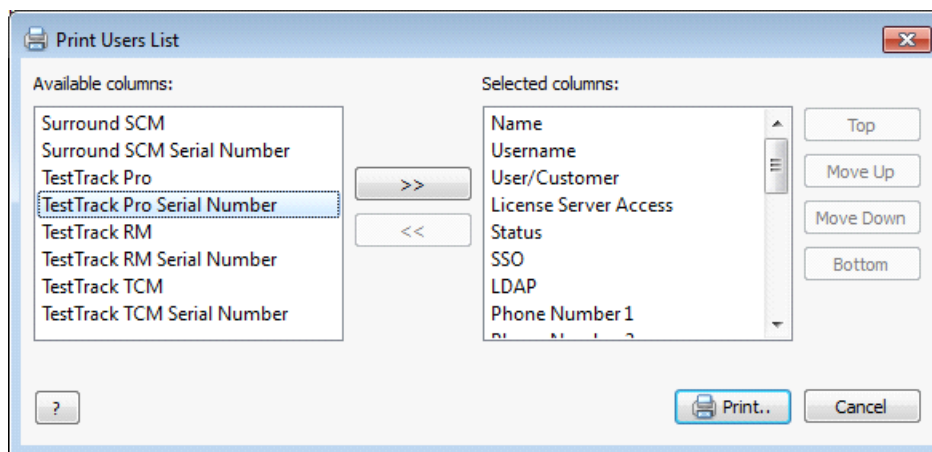 Print Users List
Available columns:
Surround SCM
Surround SCM Serial Number
TestTrack Pro
TestTrack Pro Serial Number
TestTrack RM
TestTrack RM Serial Number
TestTrack TCM
TestTrack TCM Serial Number
>>
<<
Selected columns:
Name
Username
User/Customer
License Server Access
Status
SSO
LDAP
Phone Number 1
Top
Move Up
Move Down
Bottom
?
Print..
Cancel